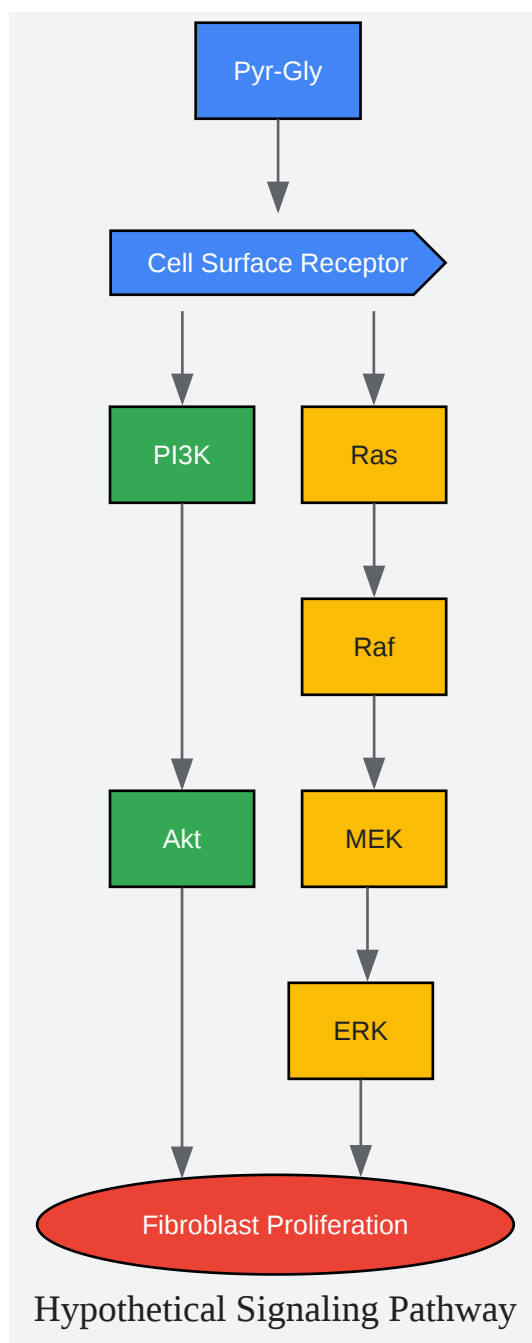 Pyr-Gly
Cell Surface Receptor
PI3K
Ras
Raf
Akt
MEK
ERK
Fibroblast Proliferation
Hypothetical Signaling Pathway